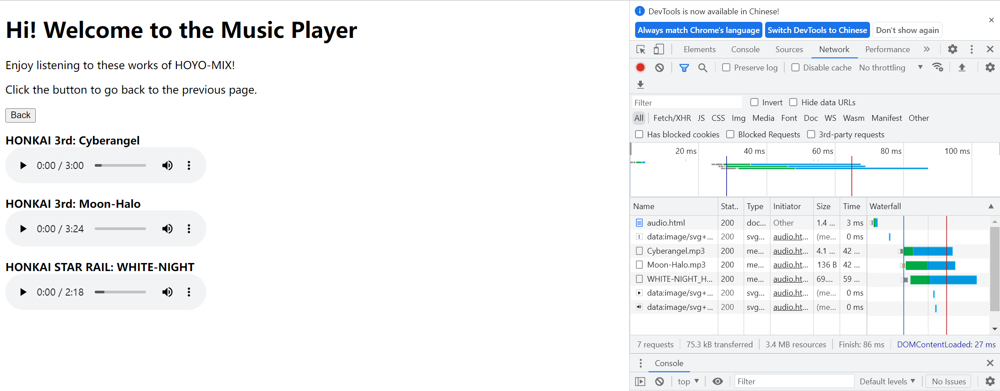 Hi! Welcome to the Music Player
Enjoy listening to these works of HOYO-MIX!
Click the button to go back to the previous page.
Back
HONKAI 3rd: Cyberangel
0:00 / 3:00
HONKAI 3rd: Moon-Halo
0:00 / 3:24
HONKAI STAR RAIL: WHITE-NIGHT
0:00 / 2:18
DevTools is now available in Chinese!
Always match Chrome's language Switch DevTools to Chinese Don't show again
Elements Console Sources Network Performance
Preserve log Disable cache No throttling
Filter Invert Hide data URLs
All Fetch/XHR JS CSS Img Media Font Doc WS Wasm Manifest Other
Has blocked cookies Blocked Requests 3rd-party requests
20 ms 40 ms 60 ms 80 ms 100 ms
Name Stat.. Type Initiator Size Time Waterfall
audio.html 200 doc... Other 1.4 ... 3 ms
data:image/svg+... 200 svg... audio.ht... (me... 0 ms
Cyberangel.mp3 200 me... audio.ht... 4.1 ... 42 ...
Moon-Halo.mp3 200 me... audio.ht... 136 B 42 ...
WHITE-NIGHT_H... 200 me... audio.ht... 69.... 59 ...
data:image/svg+... 200 svg... audio.ht... (me... 0 ms
data:image/svg+... 200 svg... audio.ht... (me... 0 ms
7 requests 75.3 kB transferred 3.4 MB resources Finish: 86 ms DOMContentLoaded: 27 ms
Console
top Filter Default levels No Issues